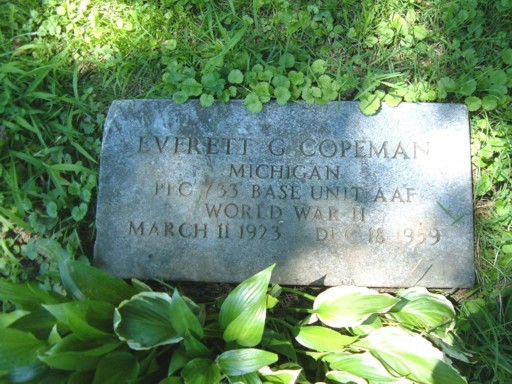 EVERETT G COPEMAN
MICHIGAN
PFC 733 BASE UNIT AAF
WORLD WAR II
MARCH 11 1923 DEC 18 1959